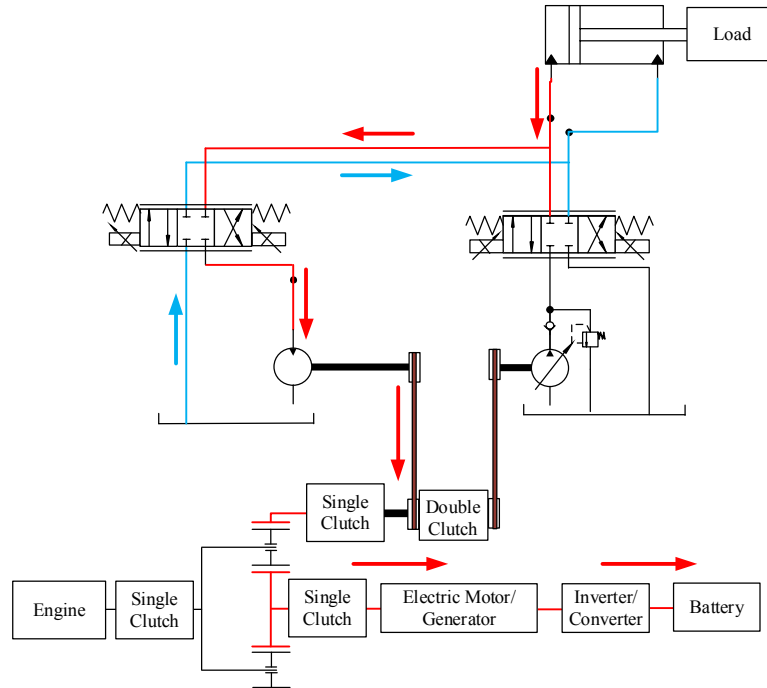 Load
Single
Clutch
Double
Clutch
Engine
Single
Clutch
Single
Clutch
Electric Motor/
Generator
Inverter/
Converter
Battery